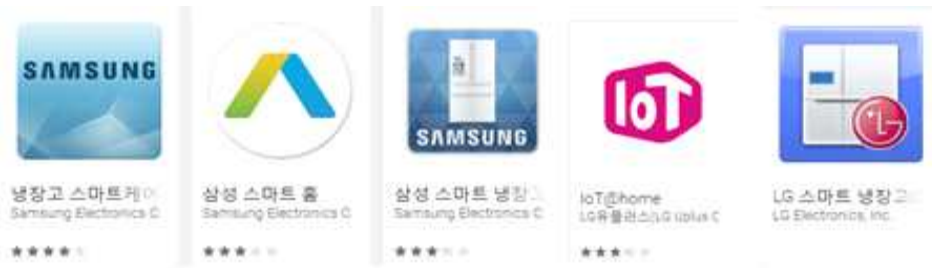 SAMSUNG
냉장고 스마트케어
Samsung Electronics C
삼성 스마트 홈
Samsung Electronics C
SAMSUNG
삼성 스마트 냉장고
Samsung Electronics C
IoT
IoT@home
LG유플러스/LG Uplus C
LG
LG 스마트 냉장고
LG Electronics, Inc.